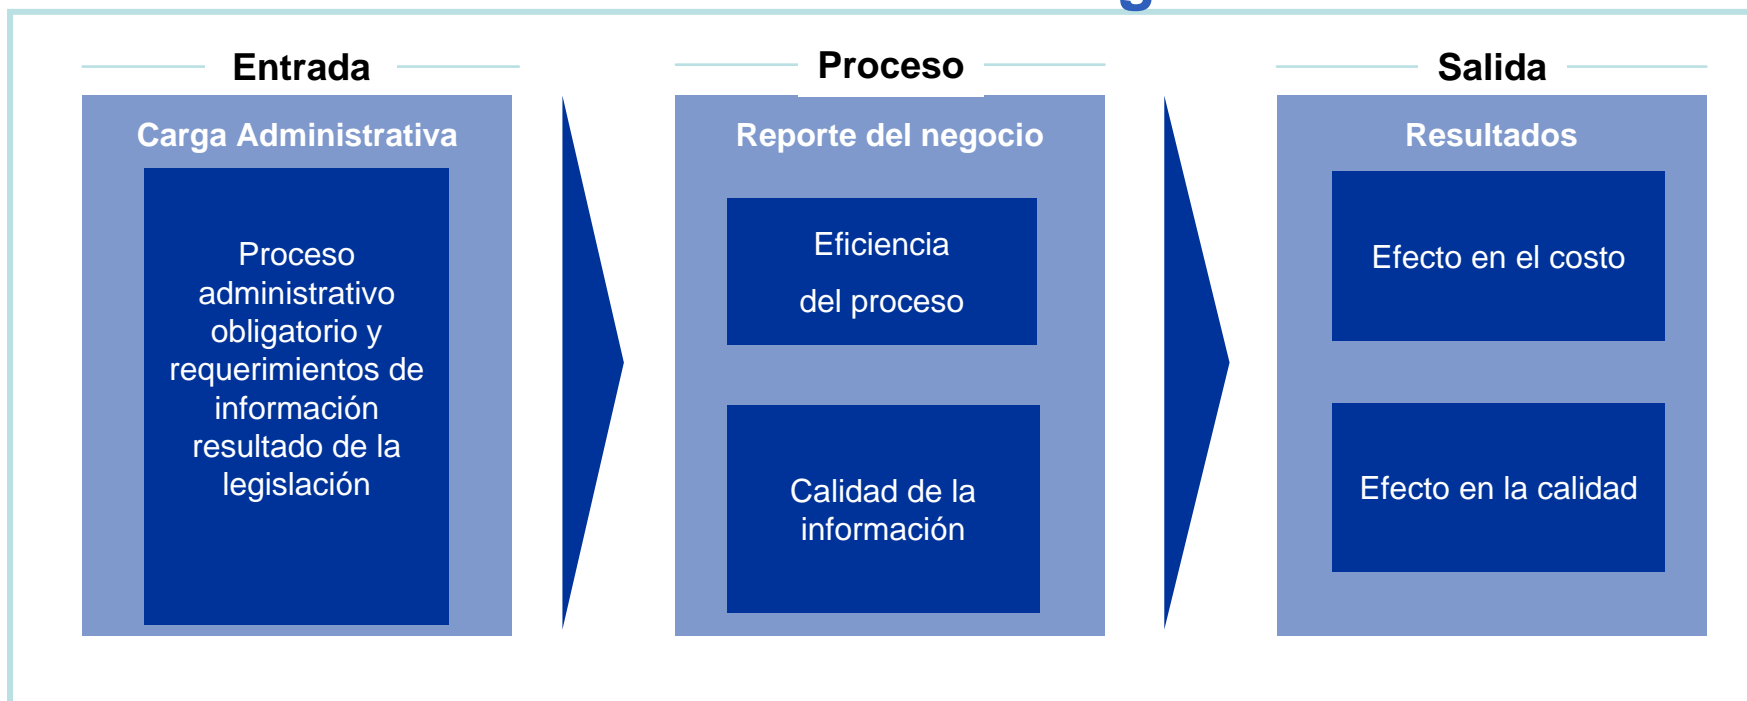 Entrada
Carga Administrativa
Proceso
administrativo
obligatorio y
requerimientos de
información
resultado de la
legislación
Proceso
Reporte del negocio
Eficiencia
del proceso
Calidad de la
información
Salida
Resultados
Efecto en el costo
Efecto en la calidad